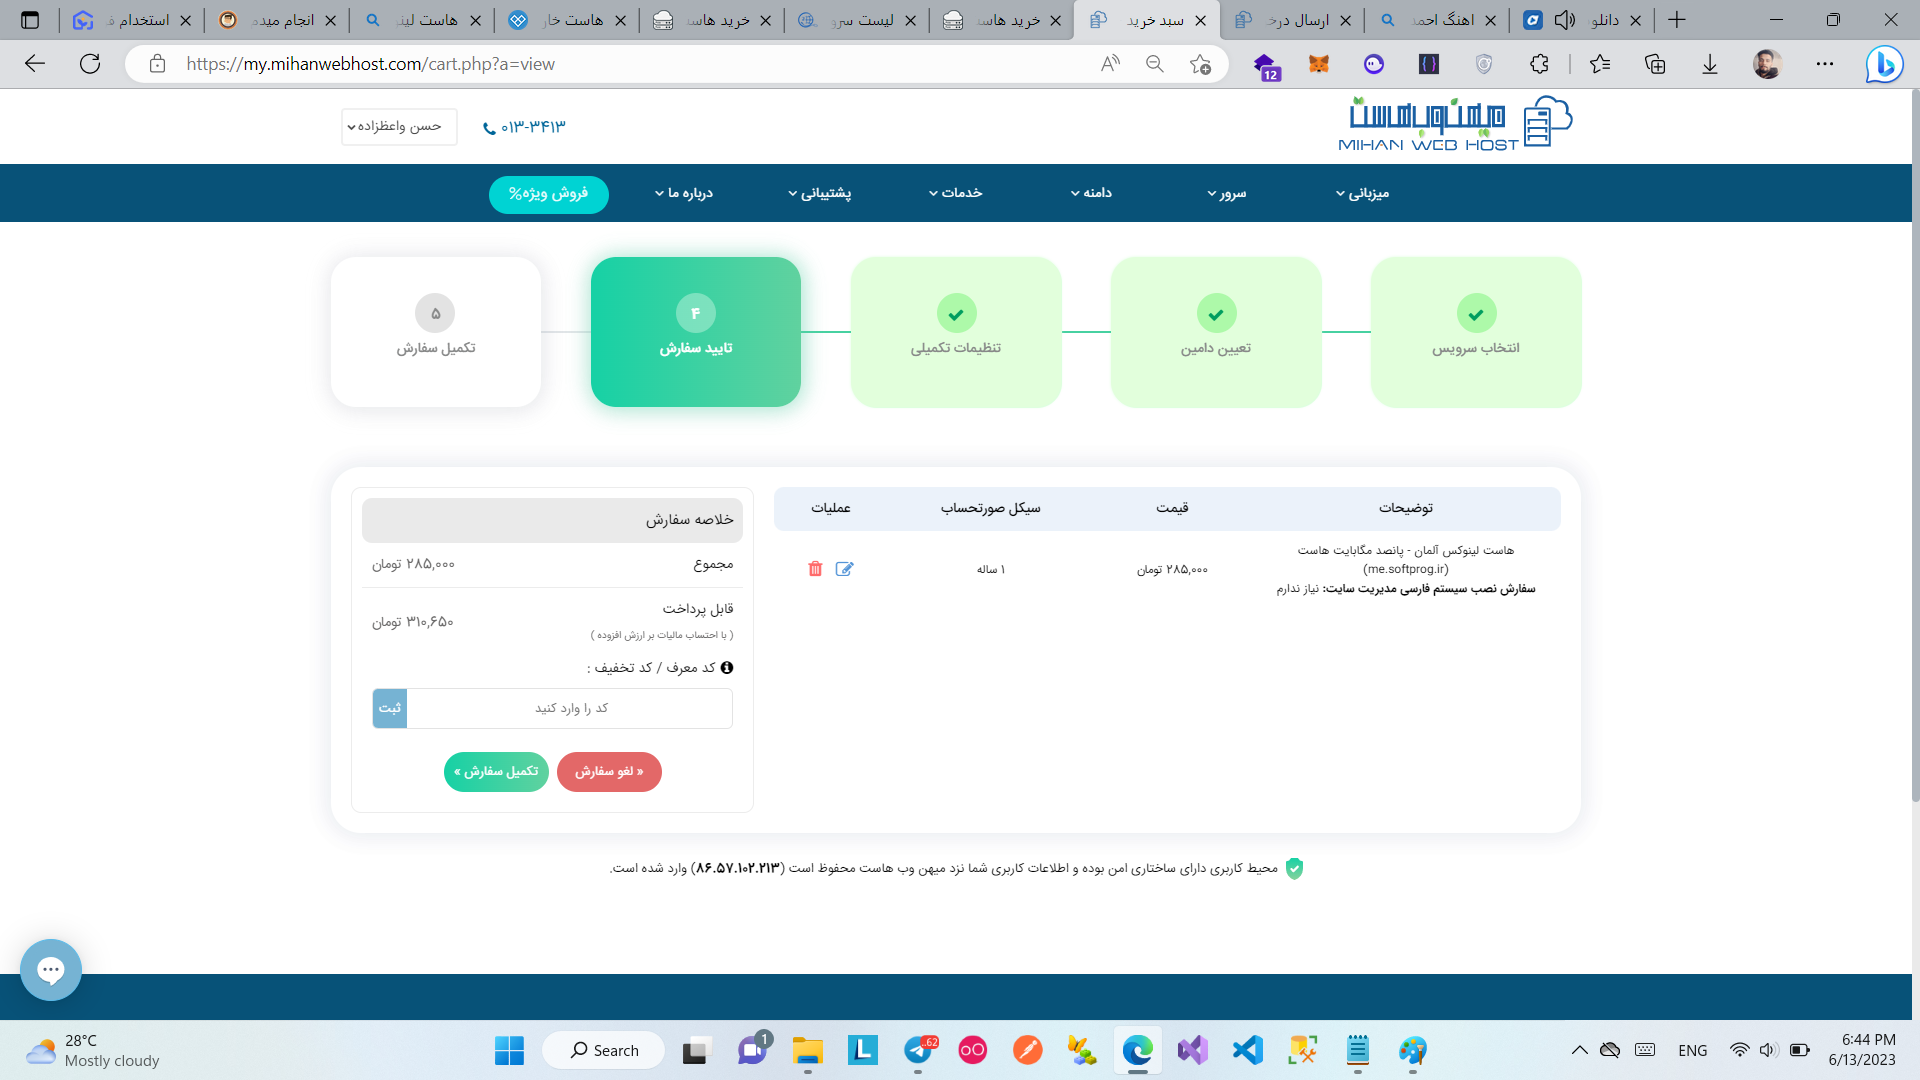 استخدام
انجام میدم
هاست لین
هاست خار
خرید هاس
لیست سرو
خرید هاس
سبد خرید
ارسال درخ
اهنگ احمد
دانلو
https://my.mihanwebhost.com/cart.php?a=view
12
حسن واعظزاده
۰۱۳-۳۴۱۳
میهن وب هاست
MIHAN WEB HOST
میزبانی
سرور
دامنه
خدمات
پشتیبانی
درباره ما
فروش ویژه%
انتخاب سرویس
تعیین دامین
تنظیمات تکمیلی
۴
تایید سفارش
۵
تکمیل سفارش
توضیحات
قیمت
سیکل صورتحساب
عملیات
هاست لینوکس آلمان - پانصد مگابایت هاست
(me.softprog.ir)
سفارش نصب سیستم فارسی مدیریت سایت: نیاز ندارم
۲۸۵,۰۰۰ تومان
۱ ساله
خلاصه سفارش
مجموع
۲۸۵,۰۰۰ تومان
قابل پرداخت
( با احتساب مالیات بر ارزش افزوده )
۳۱۰,۶۵۰ تومان
کد معرف / کد تخفیف :
کد را وارد کنید
ثبت
« لغو سفارش
تکمیل سفارش »
محیط کاربری دارای ساختاری امن بوده و اطلاعات کاربری شما نزد میهن وب هاست محفوظ است (۸۶.۵۷.۱۰۲.۲۱۳) وارد شده است.
28°C
Mostly cloudy
Search
1
..62
ENG
6:44 PM
6/13/2023